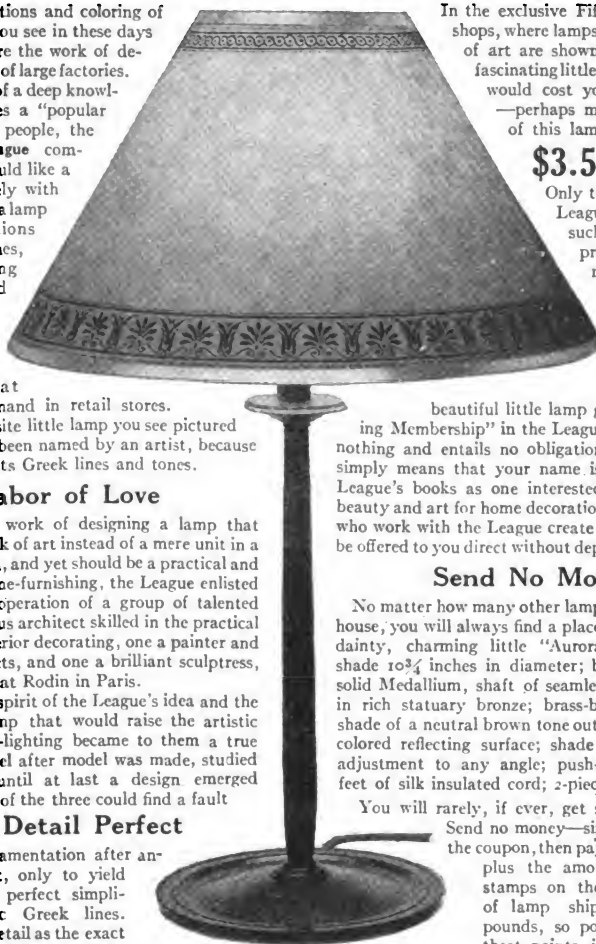 tions and coloring of
ou see in these days
re the work of de-
of large factories.
of a deep knowl-
es a "popular
people, the
gue com-
uld like a
ly with
a lamp
ions
es,
ng
d
at
mand in retail stores.
site little lamp you see pictured
been named by an artist, because
ts Greek lines and tones.
abor of Love
work of designing a lamp that
k of art instead of a mere unit in a
, and yet should be a practical and
ne-furnishing, the League enlisted
operation of a group of talented
us architect skilled in the practical
rior decorating, one a painter and
cts, and one a brilliant sculptress,
at Rodin in Paris.
spirit of the League's idea and the
mp that would raise the artistic
-lighting became to them a true
el after model was made, studied
until at last a design emerged
of the three could find a fault
Detail Perfect
amentation after an-
, only to yield
perfect simpli-
Greek lines.
etail as the exact
In the exclusive Fif
shops, where lamps
of art are shown
fascinating little
would cost yo
—perhaps m
of this lam
$3.5
Only t
Leagu
such
pr
beautiful little lamp g
ing Membership" in the League
nothing and entails no obligation
simply means that your name is
League's books as one interested
beauty and art for home decoration
who work with the League create
be offered to you direct without dep
Send No Mo
No matter how many other lamp
house, you will always find a place
dainty, charming little "Aurora
shade 10¾ inches in diameter; b
solid Medallium, shaft of seamle
in rich statuary bronze; brass-b
shade of a neutral brown tone out
colored reflecting surface; shade
adjustment to any angle; push-
feet of silk insulated cord; 2-piec
You will rarely, if ever, get s
Send no money—si
the coupon, then pa
plus the amo
stamps on the
of lamp ship
pounds, so po